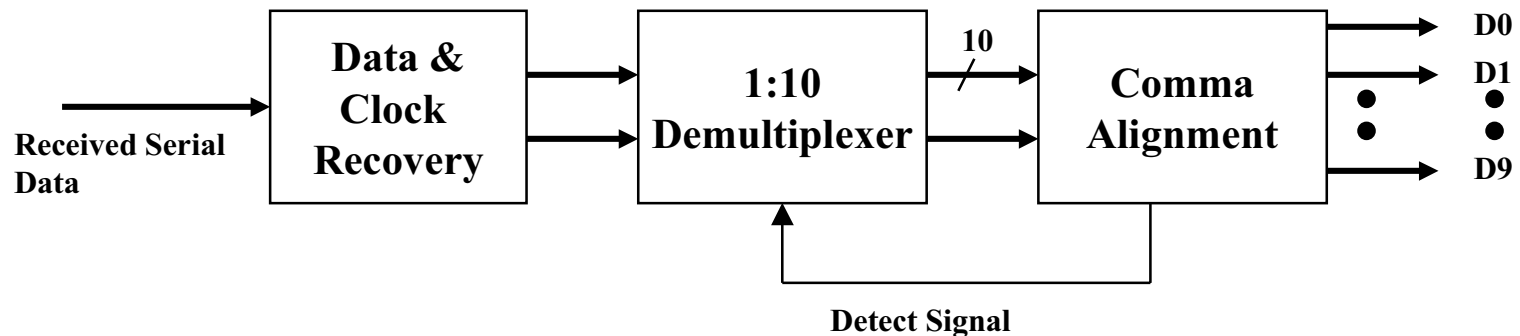 Received Serial
Data
Data &
Clock
Recovery
1:10
Demultiplexer
10
Comma
Alignment
D0
D1
D9
Detect Signal